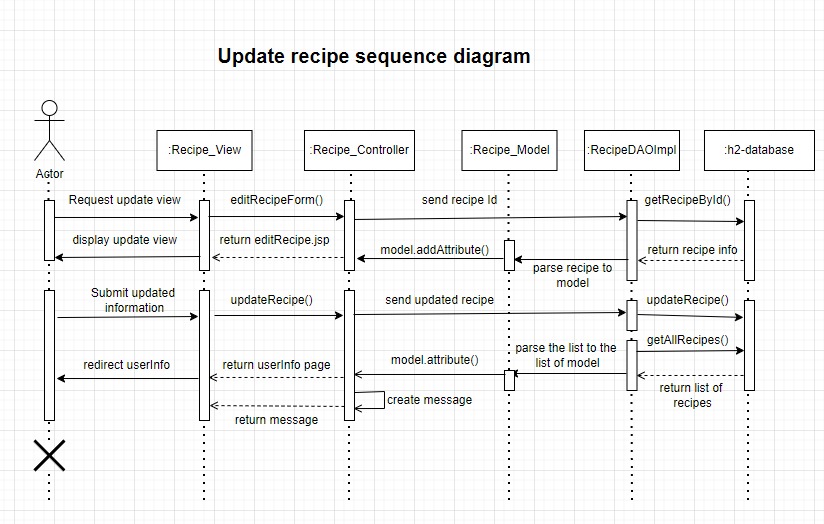 Update recipe sequence diagram
Actor
:Recipe_View
:Recipe_Controller
:Recipe_Model
:RecipeDAOImpl
:h2-database
Request update view
editRecipeForm()
send recipe Id
getRecipeById()
display update view
return editRecipe.jsp
model.addAttribute()
parse recipe to
model
return recipe info
Submit updated
information
updateRecipe()
send updated recipe
updateRecipe()
getAllRecipes()
redirect userInfo
return userInfo page
model.attribute()
parse the list to the
list of model
return list of
recipes
create message
return message